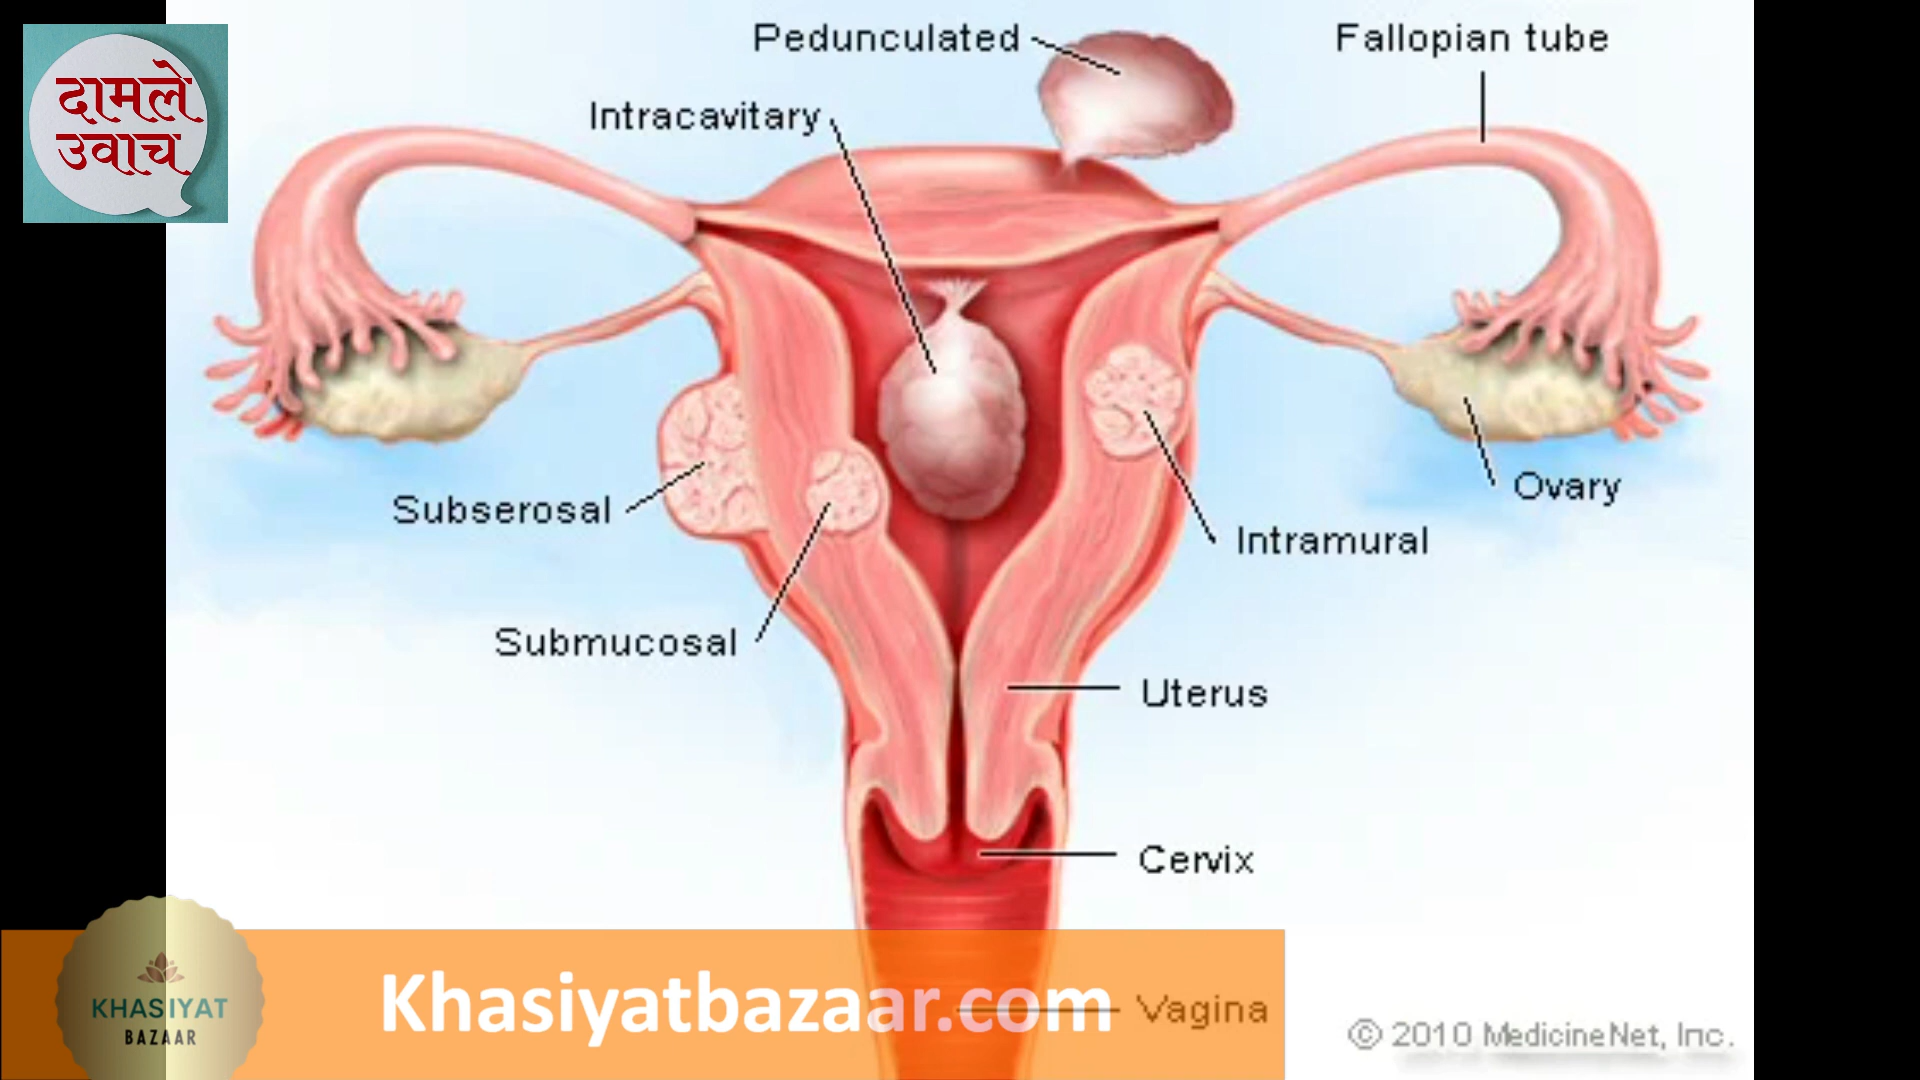 दामले
उवाच
Pedunculated
Fallopian tube
Intracavitary
Subserosal
Ovary
Intramural
Submucosal
Uterus
Cervix
KHASIYAT
BAZAAR
Khasiyatbazaar.com
Vagina
© 2010 MedicineNet, Inc.